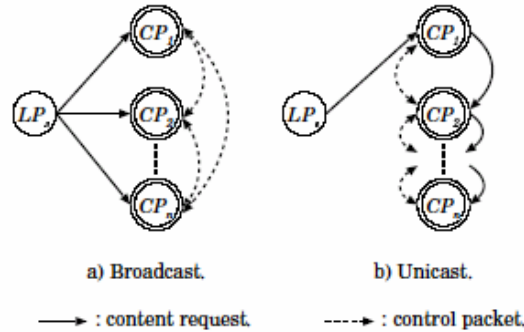 CP1
CP1
LPs
CP2
LPs
CP2
CPn
CPn
a) Broadcast.
b) Unicast.
: content request.
: control packet.